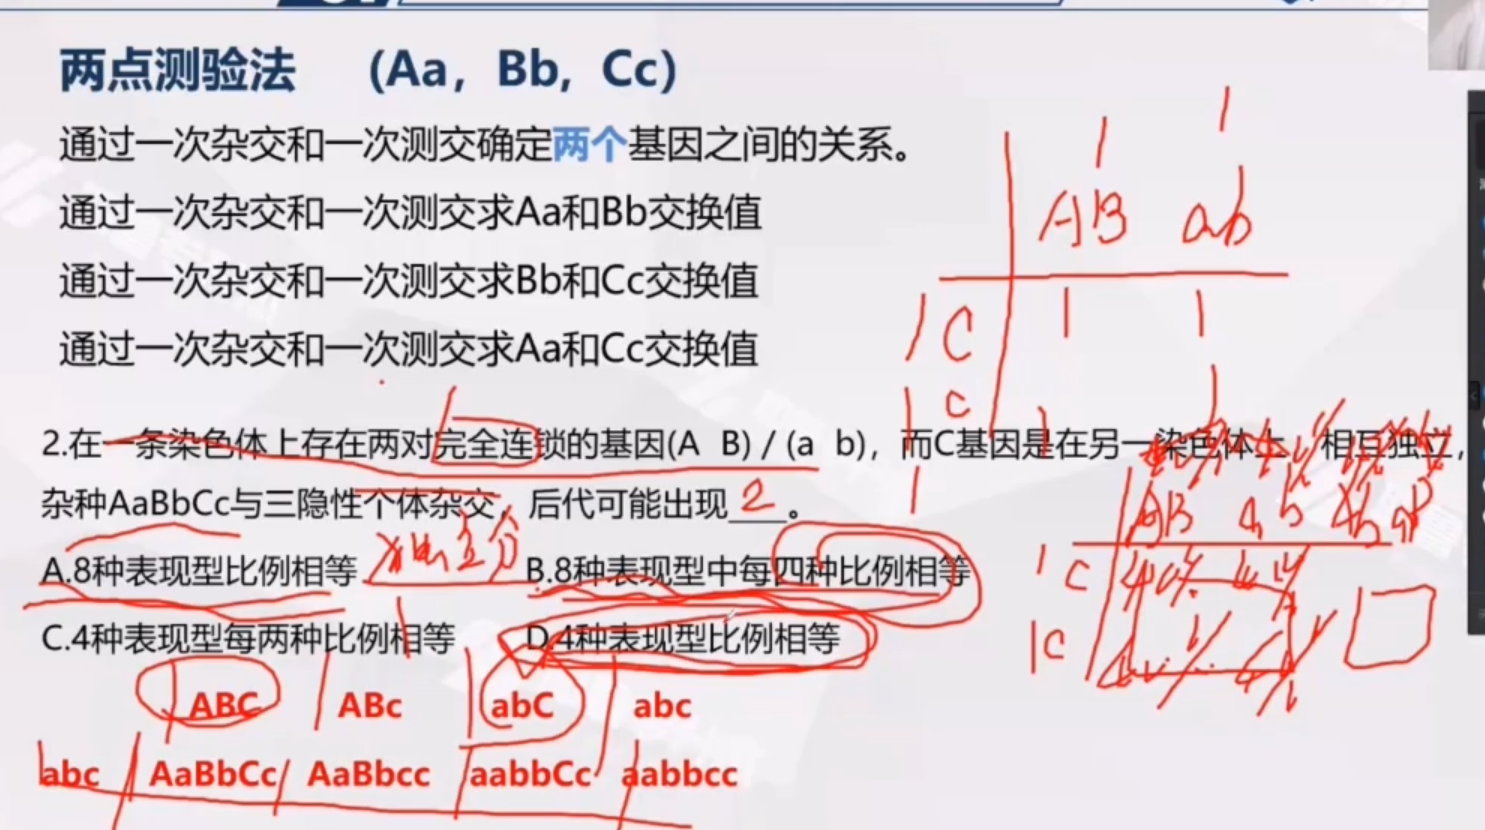 两点测验法 (Aa，Bb，Cc)
通过一次杂交和一次测交确定两个基因之间的关系。
通过一次杂交和一次测交求Aa和Bb交换值
通过一次杂交和一次测交求Bb和Cc交换值
通过一次杂交和一次测交求Aa和Cc交换值
AB ab
1 C 1 1
1 c 1 1
2.在一条染色体上存在两对完全连锁的基因(A B) / (a b)，而C基因是在另一染色体上，相互独立，
杂种AaBbCc与三隐性个体杂交，后代可能出现 2 。
A.8种表现型比例相等 B.8种表现型中每四种比例相等
C.4种表现型每两种比例相等 D.4种表现型比例相等
AB ab Ab aB
1 C
1 c
ABC ABc abC abc
abc AaBbCc AaBbcc aabbCc aabbcc